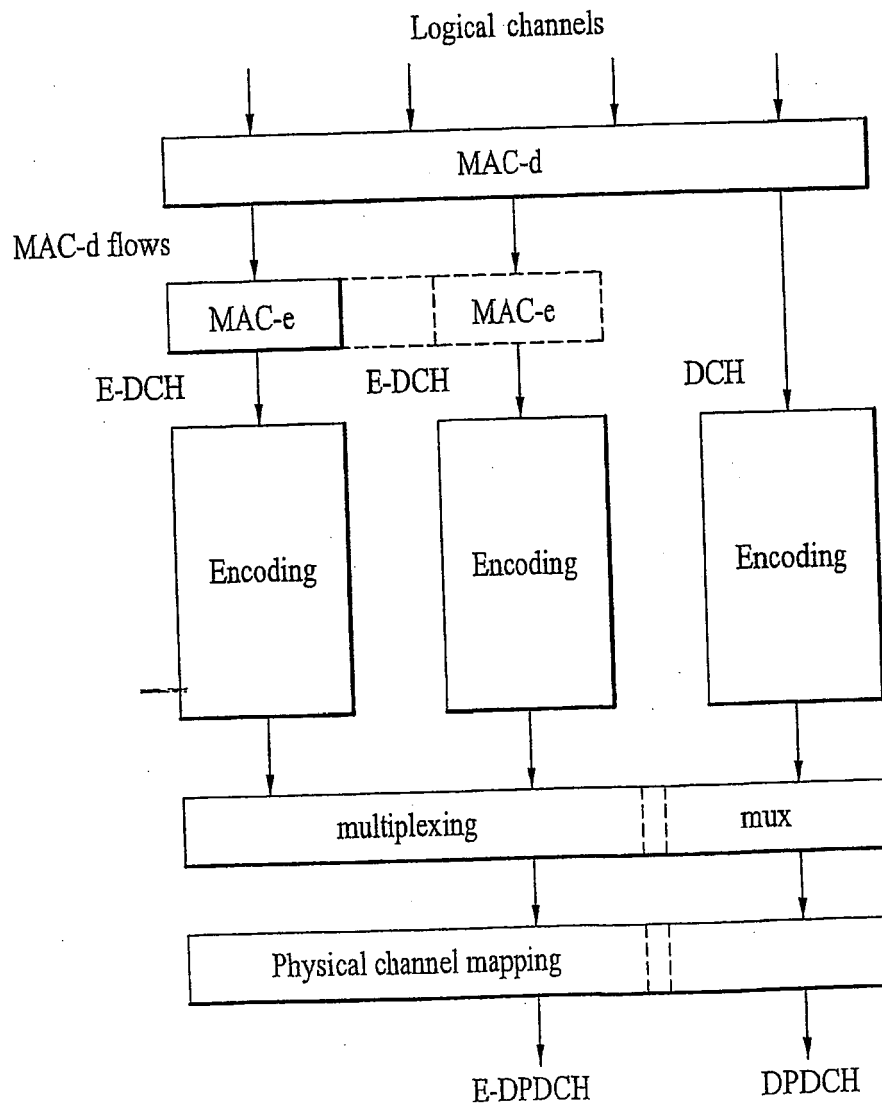 Logical channels
MAC-d
MAC-d flows
MAC-e
MAC-e
E-DCH
E-DCH
DCH
Encoding
Encoding
Encoding
multiplexing
mux
Physical channel mapping
E-DPDCH
DPDCH